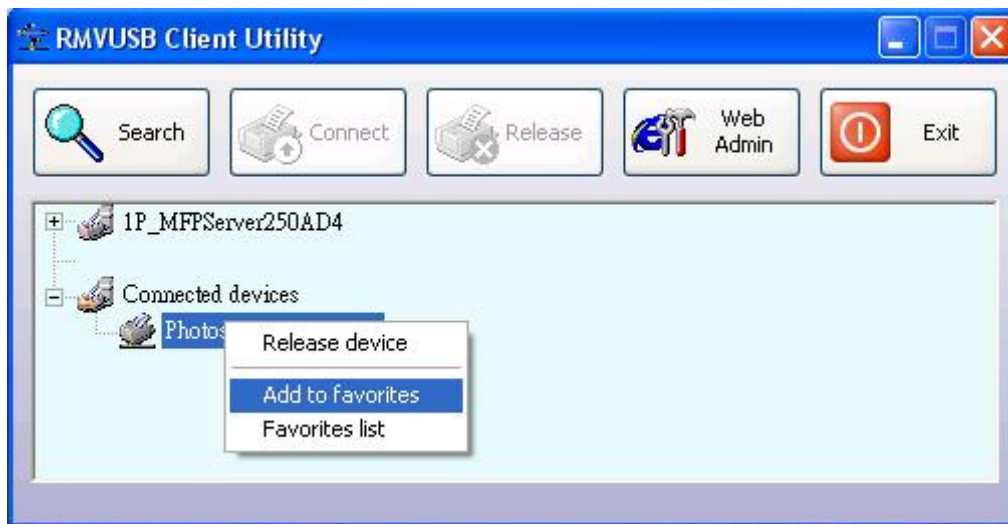 RMVUSB Client Utility
Search
Connect
Release
Web
Admin
Exit
1P_MFPServer250AD4
Connected devices
Release device
Add to favorites
Favorites list